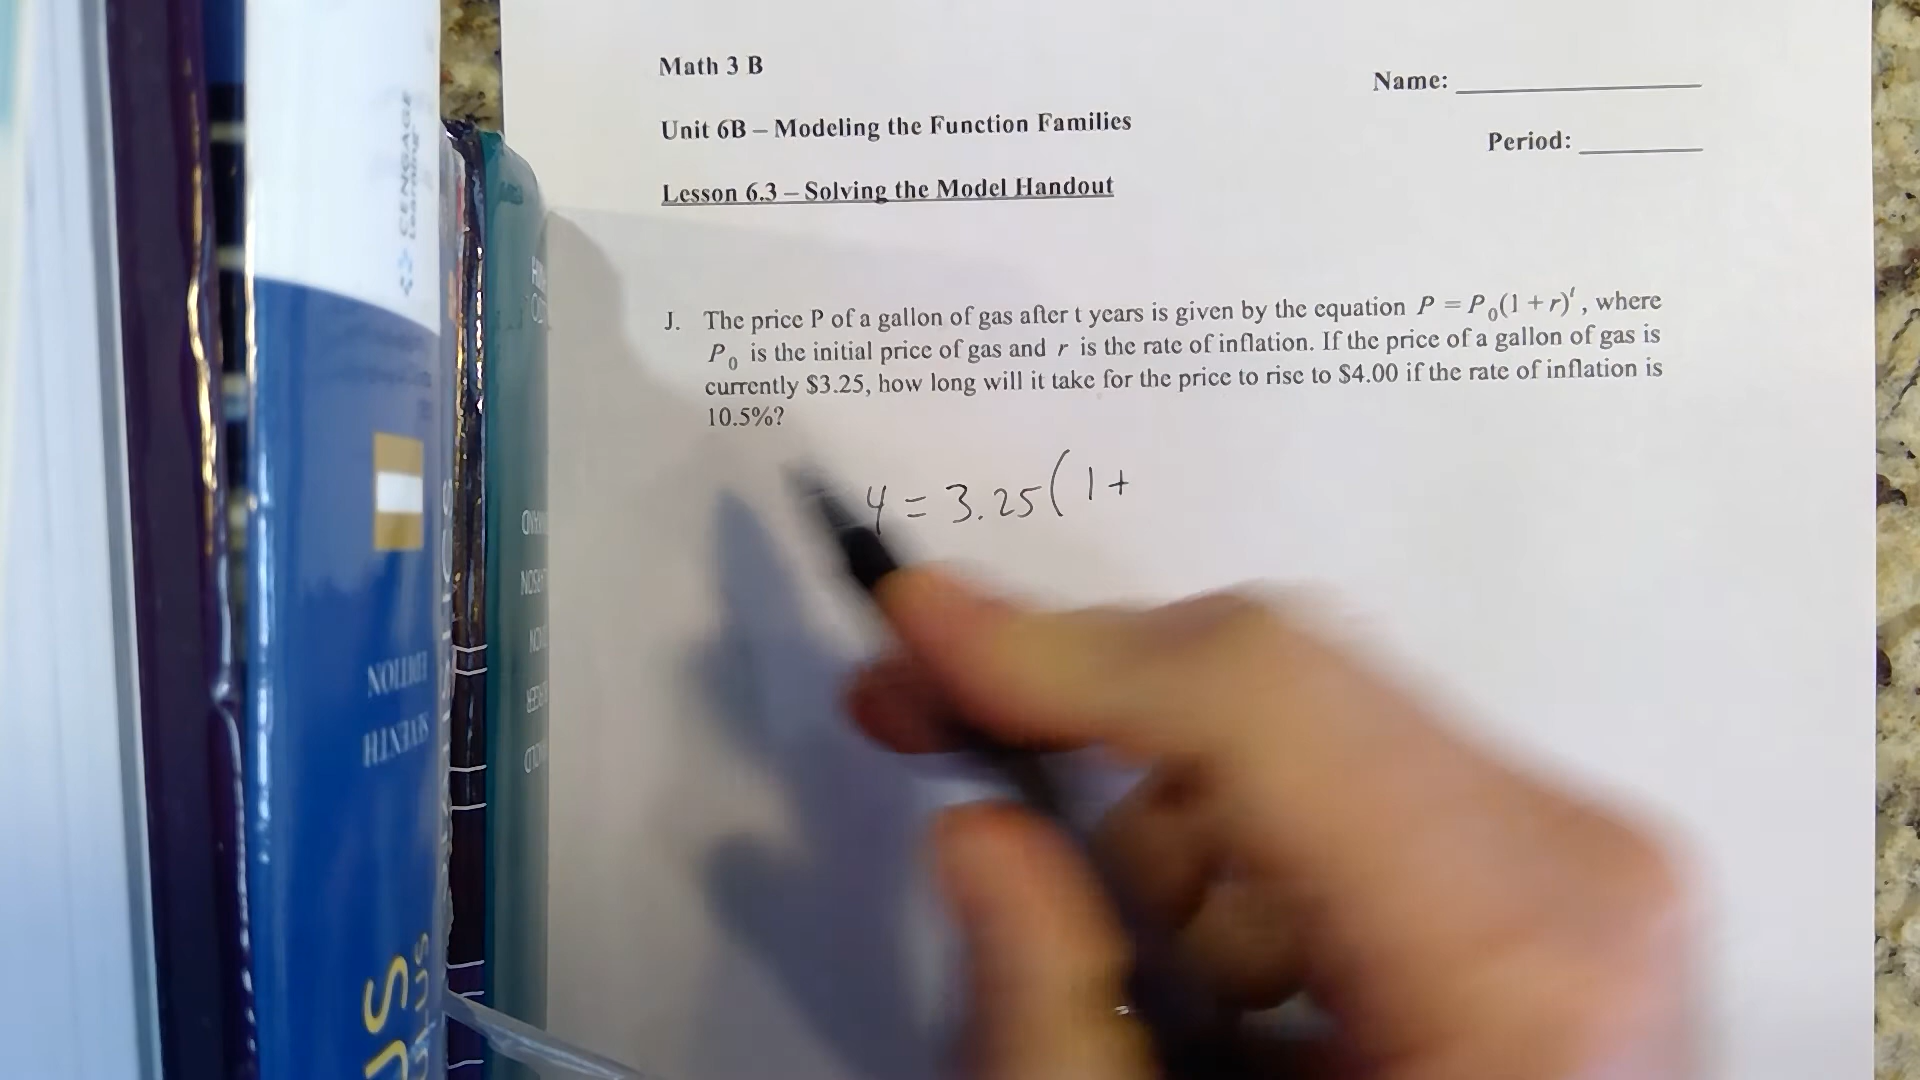 Math 3 B
Name:
Unit 6B – Modeling the Function Families
Period:
Lesson 6.3 – Solving the Model Handout
J. The price P of a gallon of gas after t years is given by the equation P = P₀(1 + r)ᵗ, where
P₀ is the initial price of gas and r is the rate of inflation. If the price of a gallon of gas is
currently $3.25, how long will it take for the price to rise to $4.00 if the rate of inflation is
10.5%?
4 = 3.25(1+
CENGAGE
Learning
SEVENTH
EDITION